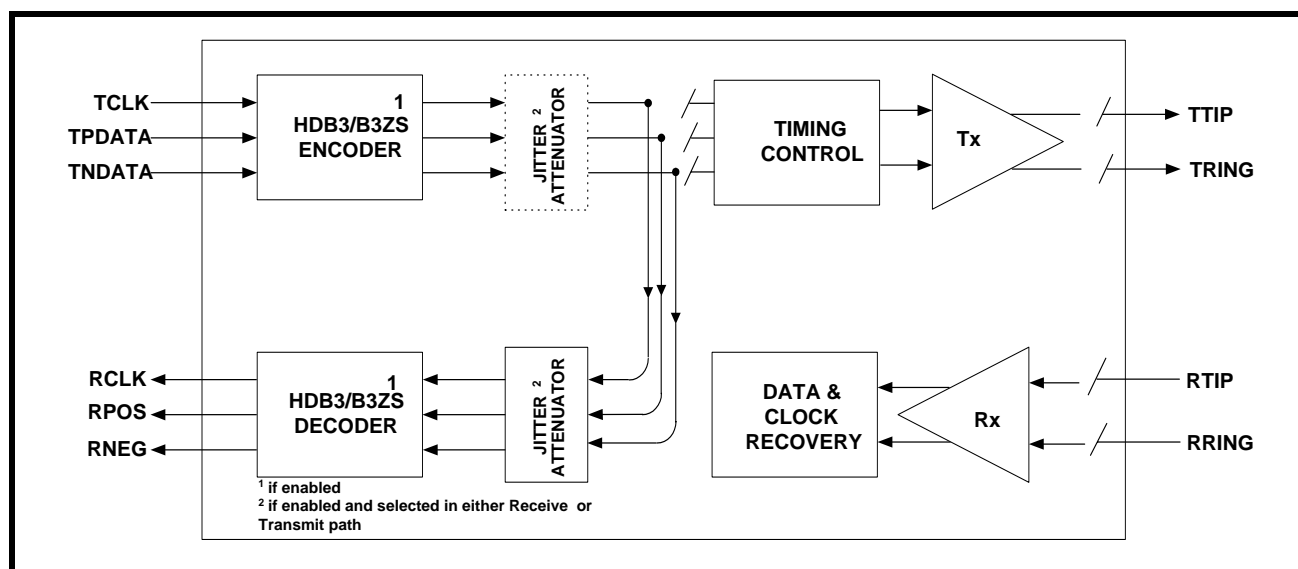 TCLK
TPDATA
TNDATA
1
HDB3/B3ZS
ENCODER
JITTER 2
ATTENUATOR
TIMING
CONTROL
Tx
TTIP
TRING
RCLK
RPOS
RNEG
1
HDB3/B3ZS
DECODER
JITTER 2
ATTENUATOR
DATA &
CLOCK
RECOVERY
Rx
RTIP
RRING
1 if enabled
2 if enabled and selected in either Receive or
Transmit path